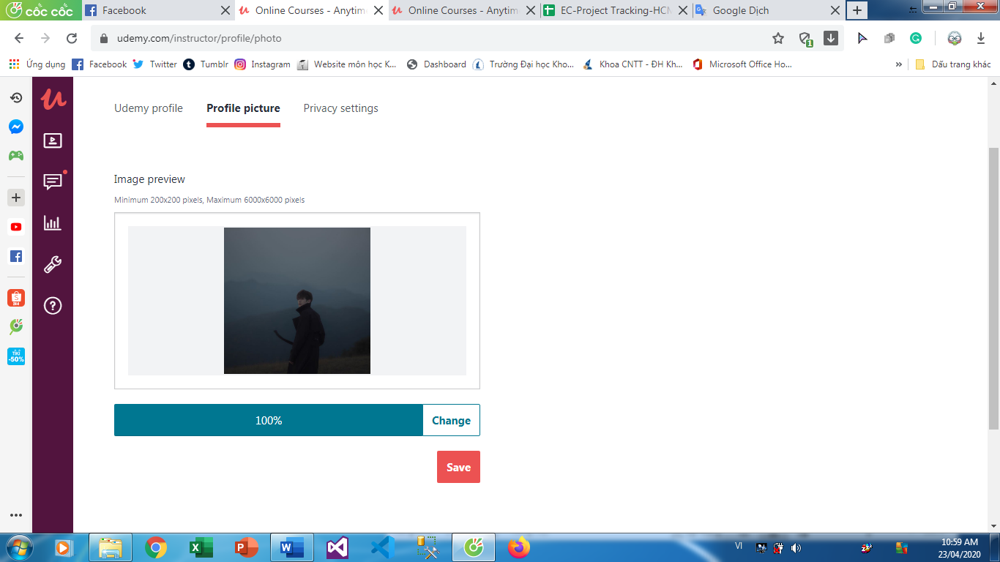 cốc cốc
Facebook
Online Courses - Anytim
Online Courses - Anytim
EC-Project Tracking-HCM
Google Dịch
udemy.com/instructor/profile/photo
1
Ứng dụng
Facebook
Twitter
Tumblr
Instagram
Website môn học K...
Dashboard
Trường Đại học Kho...
Khoa CNTT - ĐH Kh...
Microsoft Office Ho...
»
Dấu trang khác
Udemy profile
Profile picture
Privacy settings
Image preview
Minimum 200x200 pixels, Maximum 6000x6000 pixels
100%
Change
Save
TIKI
-50%
VI
10:59 AM
23/04/2020